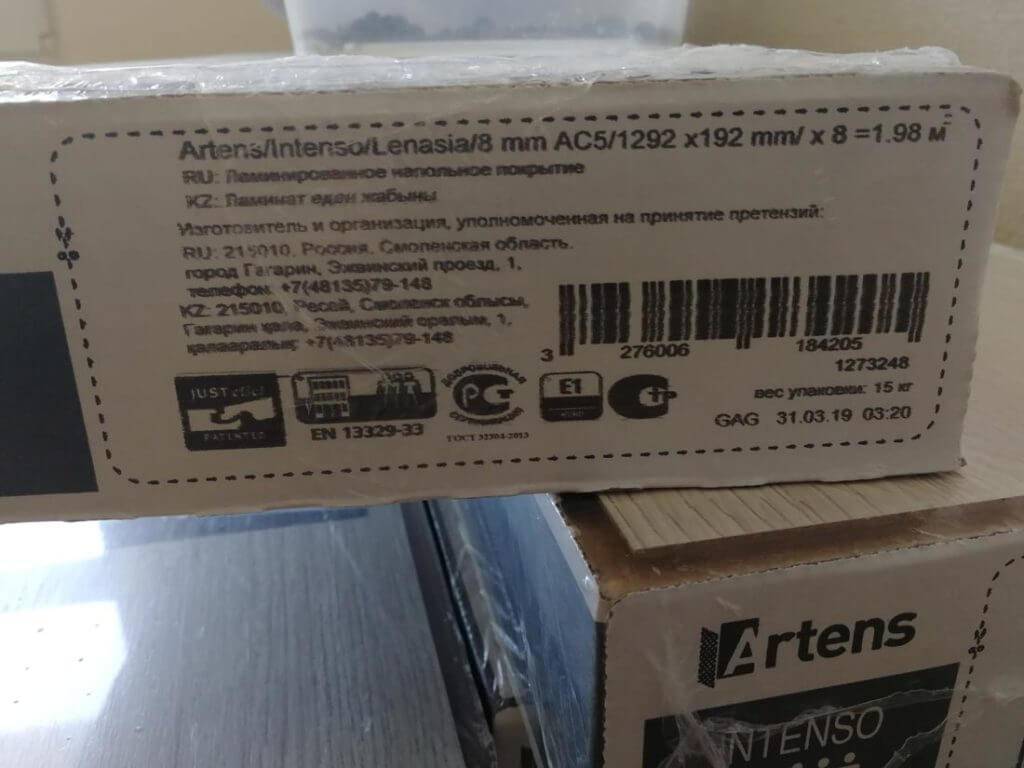 Artens/Intenso/Lenasia/8 mm AC5/1292 x192 mm/ x 8 =1.98 м²
RU: Ламинированное напольное покрытие
KZ: Ламинат еден жабыны
Изготовитель и организация, уполномоченная на принятие претензий:
RU: 215010, Россия, Смоленская область,
город Гагарин, Эжвинский проезд, 1,
телефон: +7(48135)79-148
KZ: 215010, Ресей, Смоленск облысы,
Гагарин қала, Эжвинский оралым, 1,
қалааралық: +7(48135)79-148
3 276006 184205
1273248
вес упаковки: 15 кг
GAG 31.03.19 03:20
JUST click!
PATENTED
EN 13329-33
ДОБРОВОЛЬНАЯ
РСТ
СЕРТИФИКАЦИЯ
ГОСТ 32304-2013
E1
Artens
INTENSO